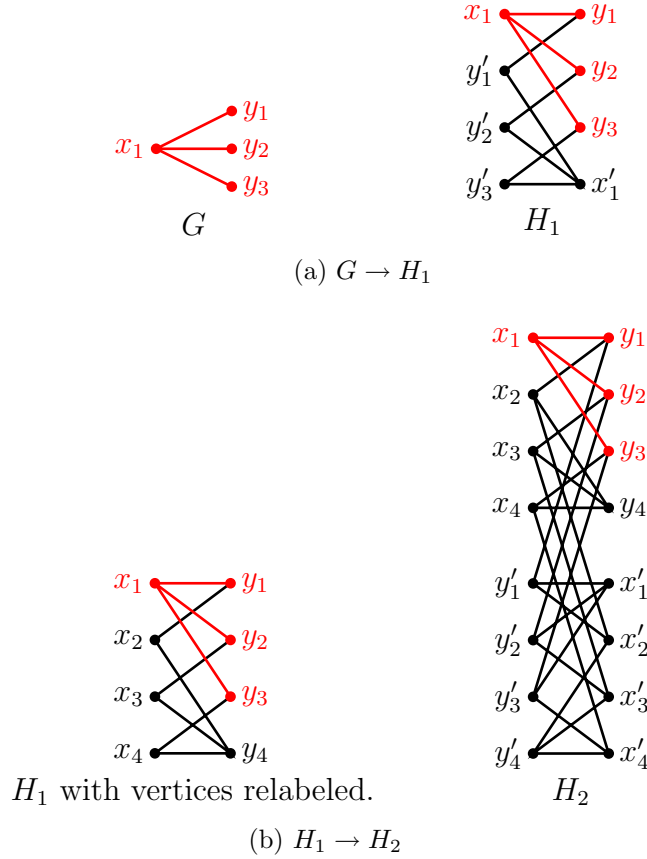 x₁ y₁
y₂
y₃
G
x₁ y₁
y′₁ y₂
y′₂ y₃
y′₃ x′₁
H₁
(a) G → H₁
x₁ y₁
x₂ y₂
x₃ y₃
x₄ y₄
H₁ with vertices relabeled.
x₁ y₁
x₂ y₂
x₃ y₃
x₄ y₄
y′₁ x′₁
y′₂ x′₂
y′₃ x′₃
y′₄ x′₄
H₂
(b) H₁ → H₂